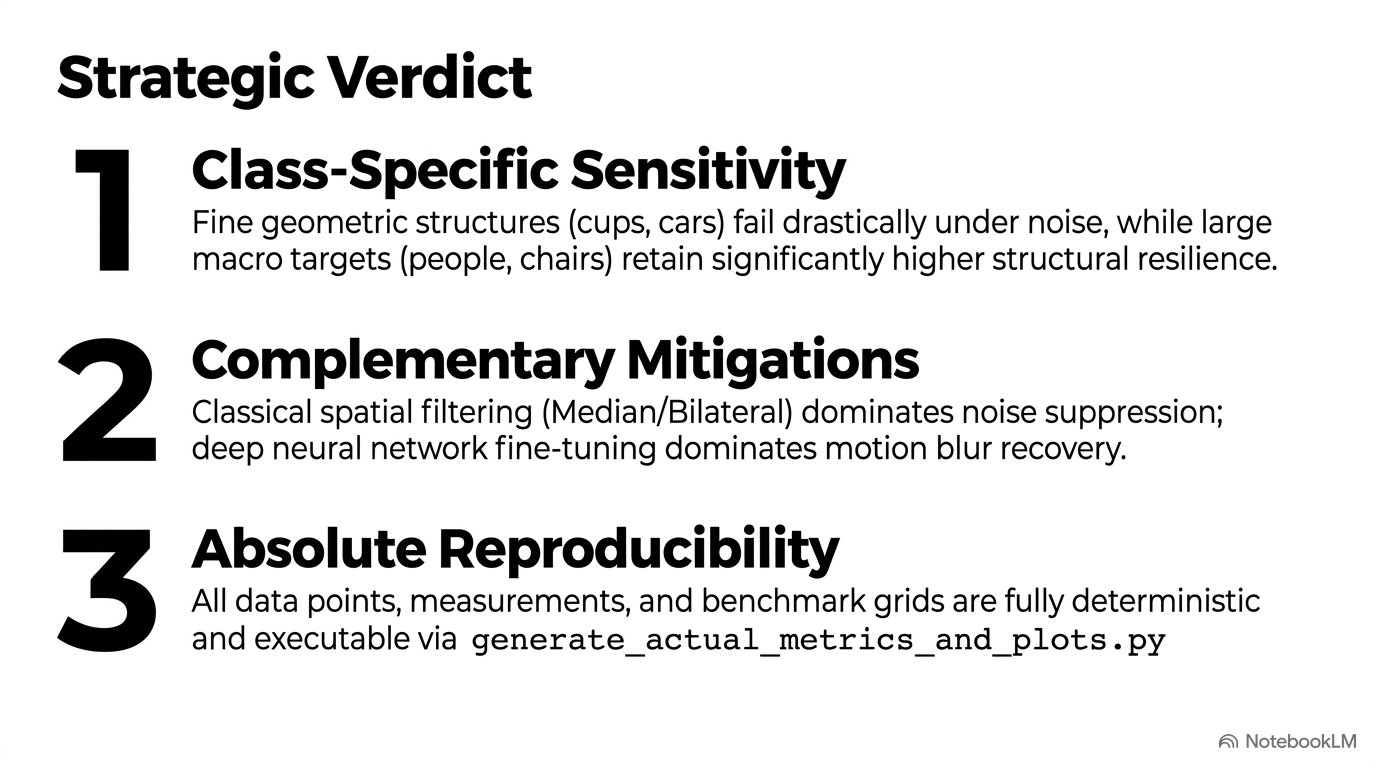 Strategic Verdict
1
Class-Specific Sensitivity
Fine geometric structures (cups, cars) fail drastically under noise, while large
macro targets (people, chairs) retain significantly higher structural resilience.
2
Complementary Mitigations
Classical spatial filtering (Median/Bilateral) dominates noise suppression;
deep neural network fine-tuning dominates motion blur recovery.
3
Absolute Reproducibility
All data points, measurements, and benchmark grids are fully deterministic
and executable via generate_actual_metrics_and_plots.py
NotebookLM